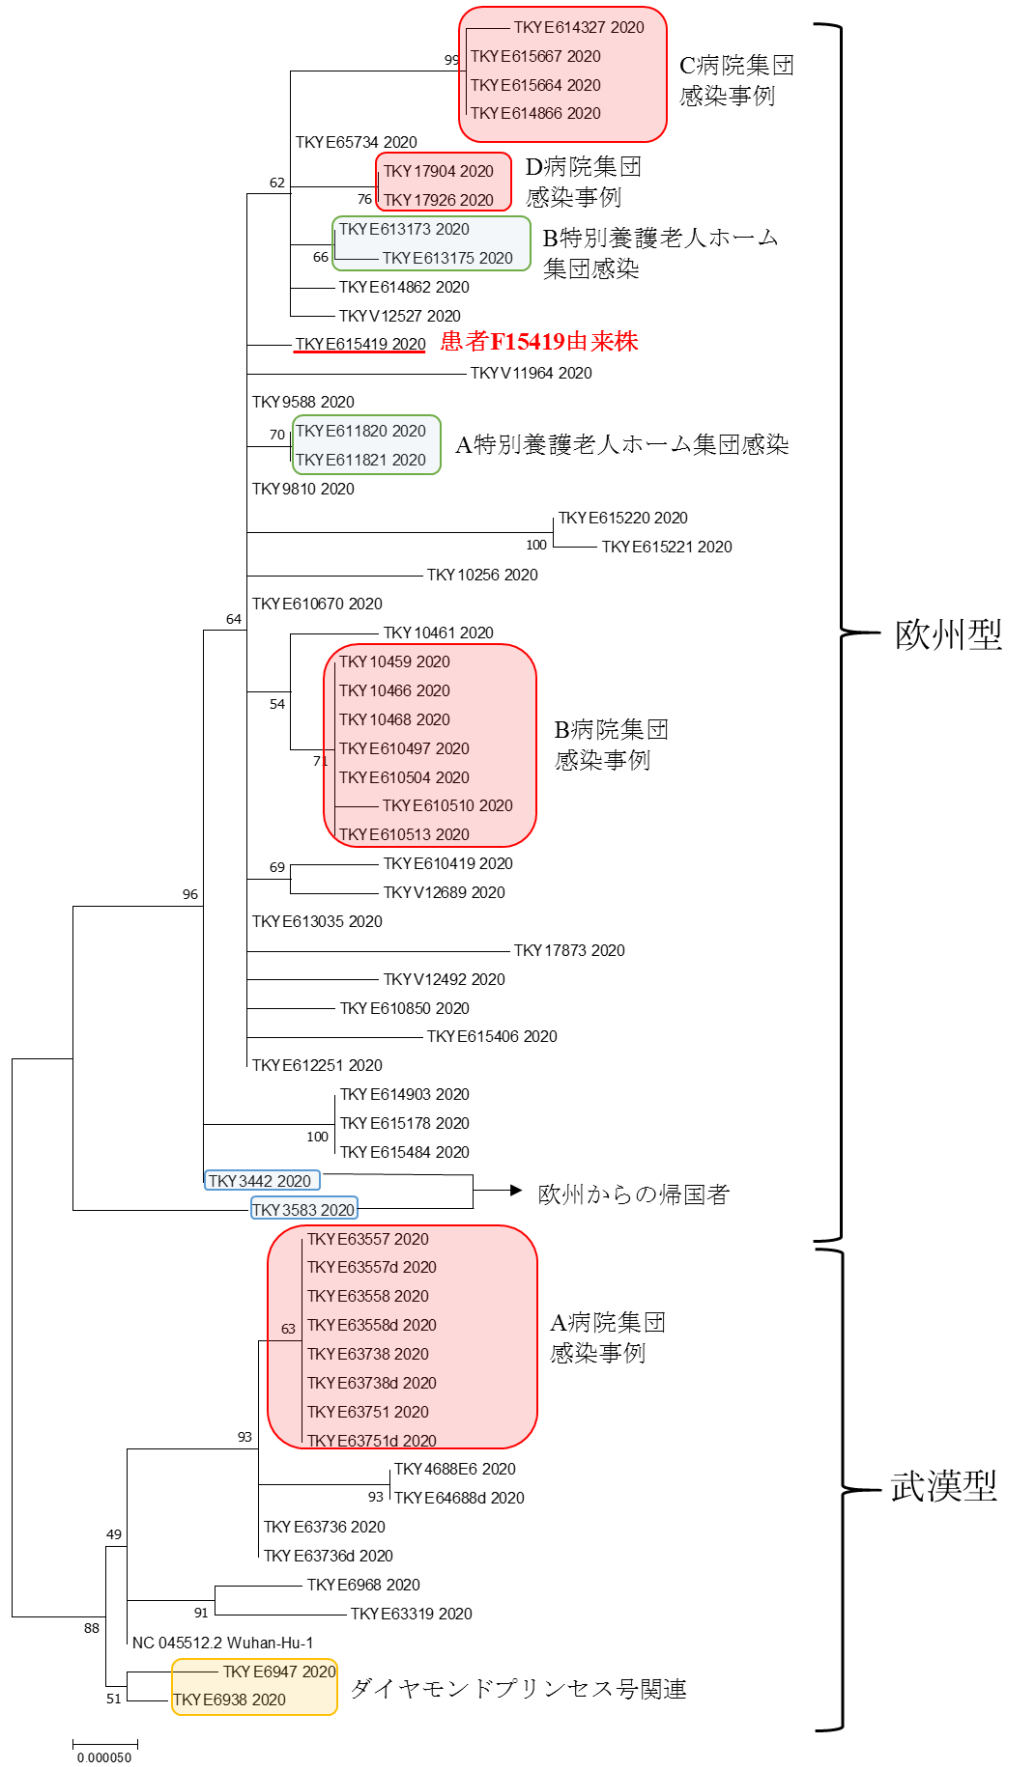 TKYE614327 2020
99
TKYE615667 2020
TKYE615664 2020
TKYE614866 2020
C病院集団
感染事例
TKYE65734 2020
62
TKY17904 2020
76
TKY17926 2020
D病院集団
感染事例
TKYE613173 2020
66
TKYE613175 2020
B特別養護老人ホーム
集団感染
TKYE614862 2020
TKYV12527 2020
TKYE615419 2020
患者F15419由来株
TKYV11964 2020
TKY9588 2020
70
TKYE611820 2020
TKYE611821 2020
A特別養護老人ホーム集団感染
TKY9810 2020
TKYE615220 2020
100
TKYE615221 2020
TKY10256 2020
TKYE610670 2020
64
欧州型
TKY10461 2020
54
TKY10459 2020
TKY10466 2020
TKY10468 2020
TKYE610497 2020
71
TKYE610504 2020
TKYE610510 2020
TKYE610513 2020
B病院集団
感染事例
69
TKYE610419 2020
TKYV12689 2020
96
TKYE613035 2020
TKY17873 2020
TKYV12492 2020
TKYE610850 2020
TKYE615406 2020
TKYE612251 2020
TKYE614903 2020
TKYE615178 2020
100
TKYE615484 2020
TKY3442 2020
TKY3583 2020
欧州からの帰国者
TKYE63557 2020
TKYE63557d 2020
TKYE63558 2020
63
TKYE63558d 2020
TKYE63738 2020
TKYE63738d 2020
TKYE63751 2020
TKYE63751d 2020
A病院集団
感染事例
93
TKY4688E6 2020
93
TKYE64688d 2020
武漢型
TKYE63736 2020
TKYE63736d 2020
49
TKYE6968 2020
91
TKYE63319 2020
88
NC 045512.2 Wuhan-Hu-1
TKYE6947 2020
51
TKYE6938 2020
ダイヤモンドプリンセス号関連
0.000050